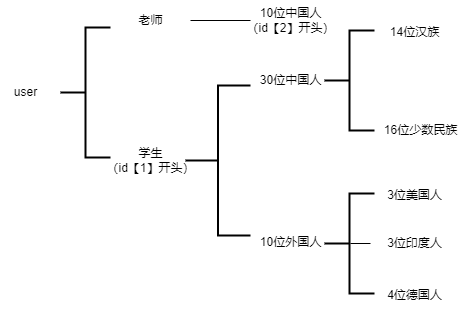 老师
10位中国人
（id【2】开头）
14位汉族
user
30位中国人
16位少数民族
学生
（id【1】开头）
3位美国人
10位外国人
3位印度人
4位德国人